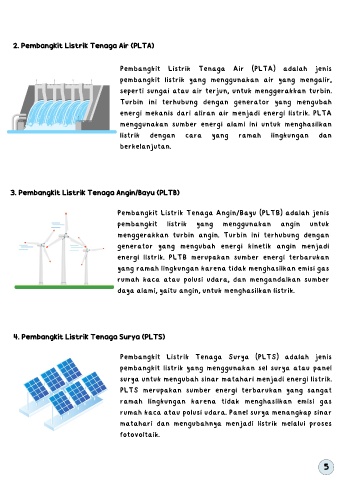 2. Pembangkit Listrik Tenaga Air (PLTA)
Pembangkit Listrik Tenaga Air (PLTA) adalah jenis
pembangkit listrik yang menggunakan air yang mengalir,
seperti sungai atau air terjun, untuk menggerakkan turbin.
Turbin ini terhubung dengan generator yang mengubah
energi mekanis dari aliran air menjadi energi listrik. PLTA
menggunakan sumber energi alami ini untuk menghasilkan
listrik dengan cara yang ramah lingkungan dan
berkelanjutan.
3. Pembangkit Listrik Tenaga Angin/Bayu (PLTB)
Pembangkit Listrik Tenaga Angin/Bayu (PLTB) adalah jenis
pembangkit listrik yang menggunakan angin untuk
menggerakkan turbin angin. Turbin ini terhubung dengan
generator yang mengubah energi kinetik angin menjadi
energi listrik. PLTB merupakan sumber energi terbarukan
yang ramah lingkungan karena tidak menghasilkan emisi gas
rumah kaca atau polusi udara, dan mengandalkan sumber
daya alami, yaitu angin, untuk menghasilkan listrik.
4. Pembangkit Listrik Tenaga Surya (PLTS)
Pembangkit Listrik Tenaga Surya (PLTS) adalah jenis
pembangkit listrik yang menggunakan sel surya atau panel
surya untuk mengubah sinar matahari menjadi energi listrik.
PLTS merupakan sumber energi terbarukan yang sangat
ramah lingkungan karena tidak menghasilkan emisi gas
rumah kaca atau polusi udara. Panel surya menangkap sinar
matahari dan mengubahnya menjadi listrik melalui proses
fotovoltaik.
5